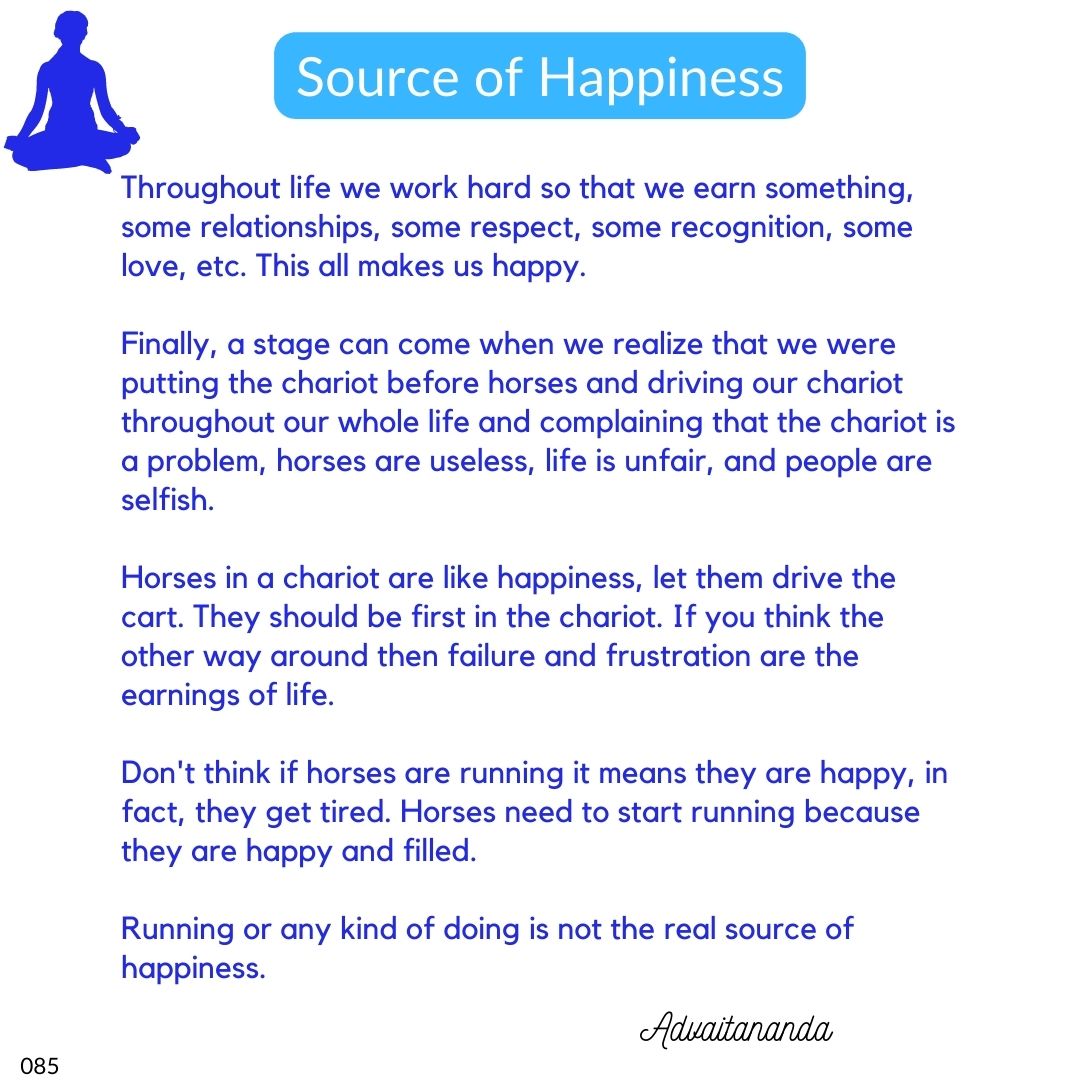 Source of Happiness
Throughout life we work hard so that we earn something,
some relationships, some respect, some recognition, some
love, etc. This all makes us happy.
Finally, a stage can come when we realize that we were
putting the chariot before horses and driving our chariot
throughout our whole life and complaining that the chariot is
a problem, horses are useless, life is unfair, and people are
selfish.
Horses in a chariot are like happiness, let them drive the
cart. They should be first in the chariot. If you think the
other way around then failure and frustration are the
earnings of life.
Don't think if horses are running it means they are happy, in
fact, they get tired. Horses need to start running because
they are happy and filled.
Running or any kind of doing is not the real source of
happiness.
Advaitananda
085